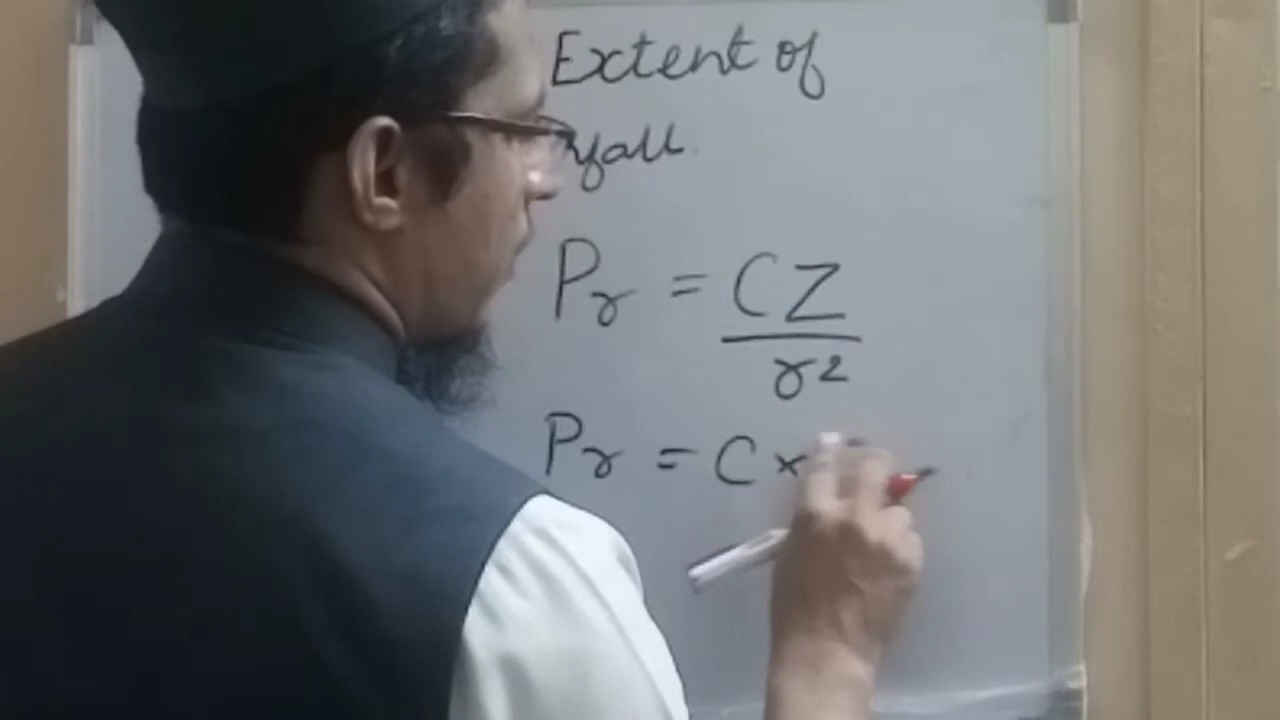 Extent of
fall
Pr = CZ
r2
Pr = C x